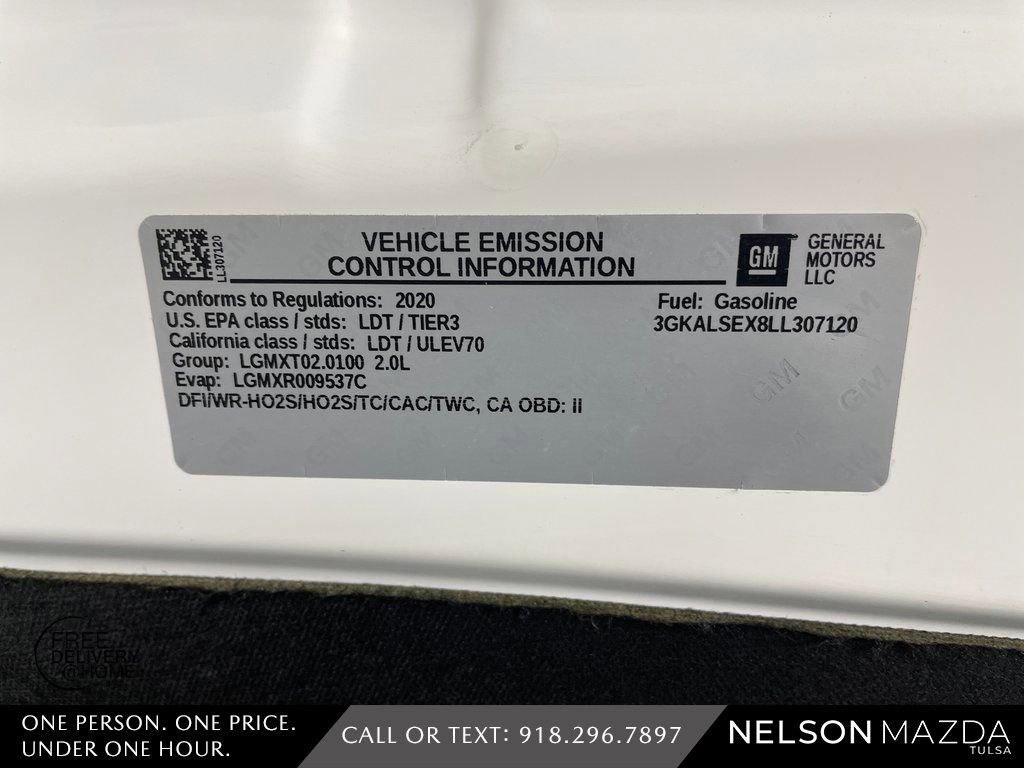 LL307120
VEHICLE EMISSION
CONTROL INFORMATION
GM
GENERAL
MOTORS
LLC
Conforms to Regulations: 2020
U.S. EPA class / stds: LDT / TIER3
California class / stds: LDT / ULEV70
Group: LGMXT02.0100 2.0L
Evap: LGMXR009537C
DFI/WR-HO2S/HO2S/TC/CAC/TWC, CA OBD: II
Fuel: Gasoline
3GKALSEX8LL307120
FREE
DELIVERY
@HOME
ONE PERSON. ONE PRICE.
UNDER ONE HOUR.
CALL OR TEXT: 918.296.7897
NELSON MAZDA
TULSA